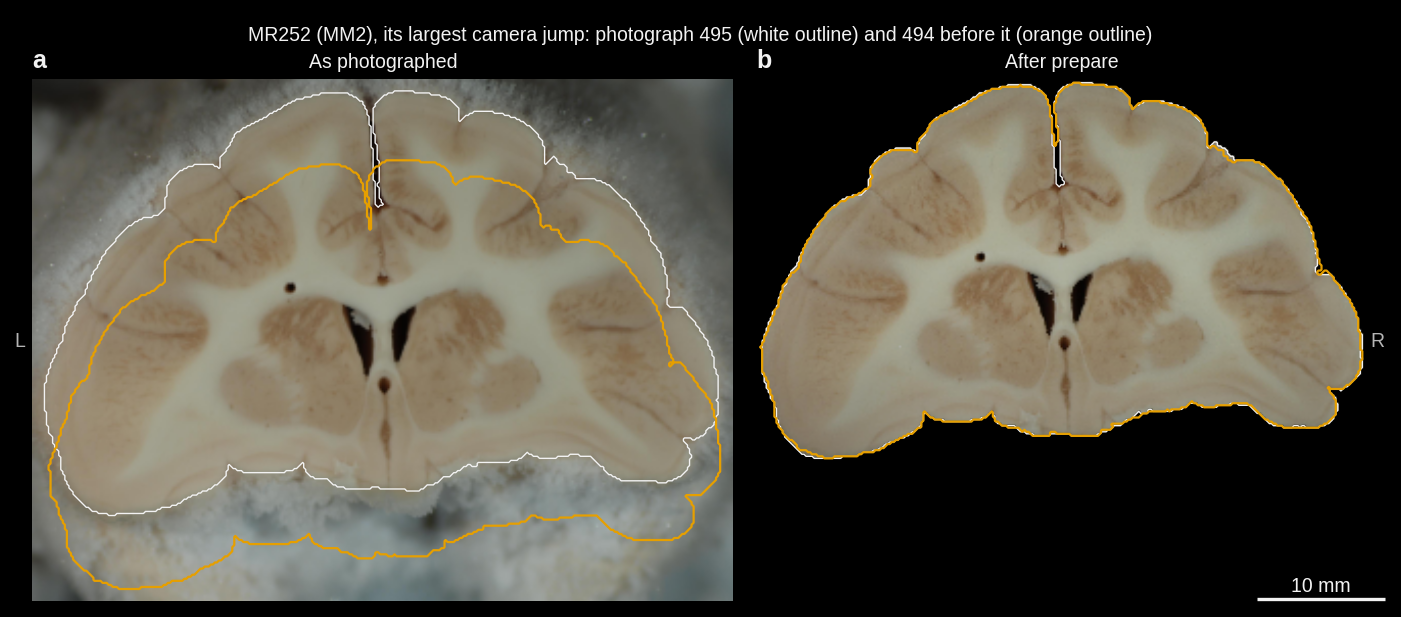 MR252 (MM2), its largest camera jump: photograph 495 (white outline) and 494 before it (orange outline)
a
As photographed
b
After prepare
L
R
10 mm